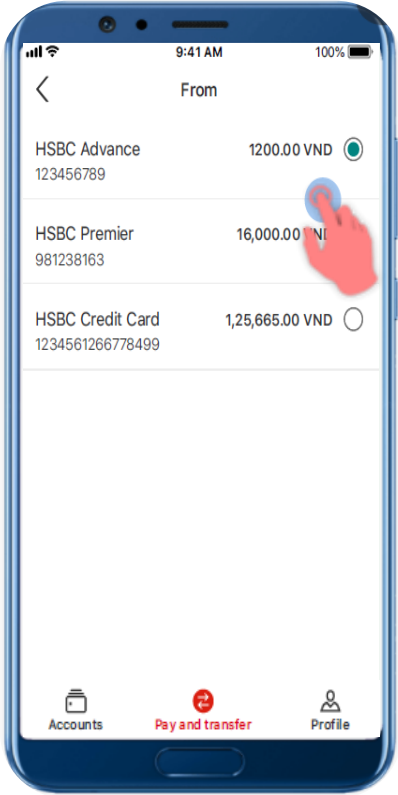 9:41 AM
100%
From
HSBC Advance
1200.00 VND
123456789
HSBC Premier
16,000.00
981238163
HSBC Credit Card
1,25,665.00 VND
1234561266778499
Accounts
Pay and transfer
Profile